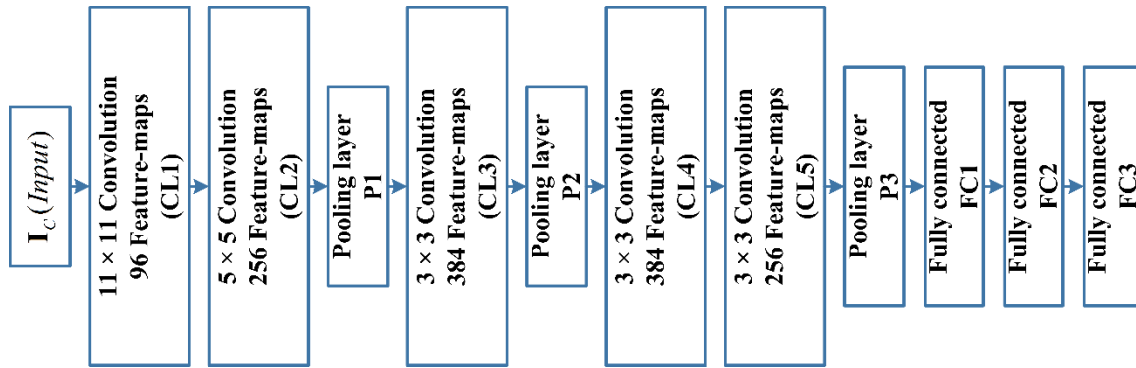 I_C (Input)
11 × 11 Convolution
96 Feature-maps
(CL1)
5 × 5 Convolution
256 Feature-maps
(CL2)
Pooling layer
P1
3 × 3 Convolution
384 Feature-maps
(CL3)
Pooling layer
P2
3 × 3 Convolution
384 Feature-maps
(CL4)
3 × 3 Convolution
256 Feature-maps
(CL5)
Pooling layer
P3
Fully connected
FC1
Fully connected
FC2
Fully connected
FC3